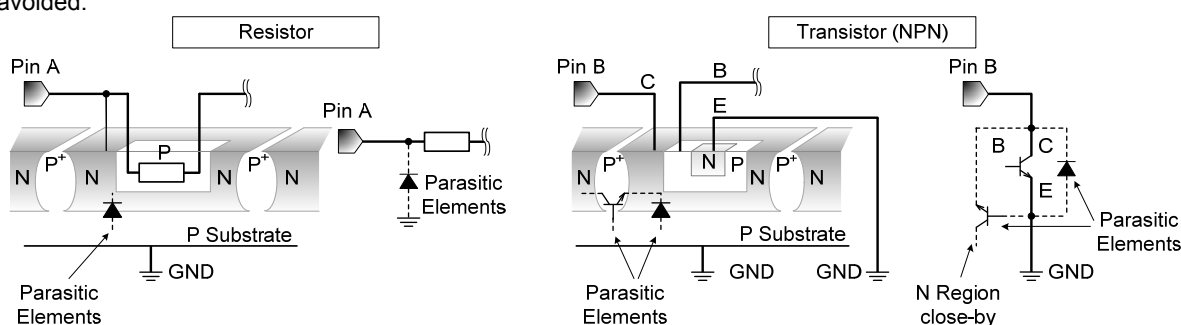 avoided.
Resistor
Transistor (NPN)
Pin A
Pin A
N
P+
N
P
N
P+
N
Parasitic
Elements
P Substrate
GND
Parasitic
Elements
Pin B
C
B
E
N
P+
N
P
N
P+
N
P Substrate
GND
GND
Parasitic
Elements
Pin B
B
C
E
Parasitic
Elements
GND
N Region
close-by